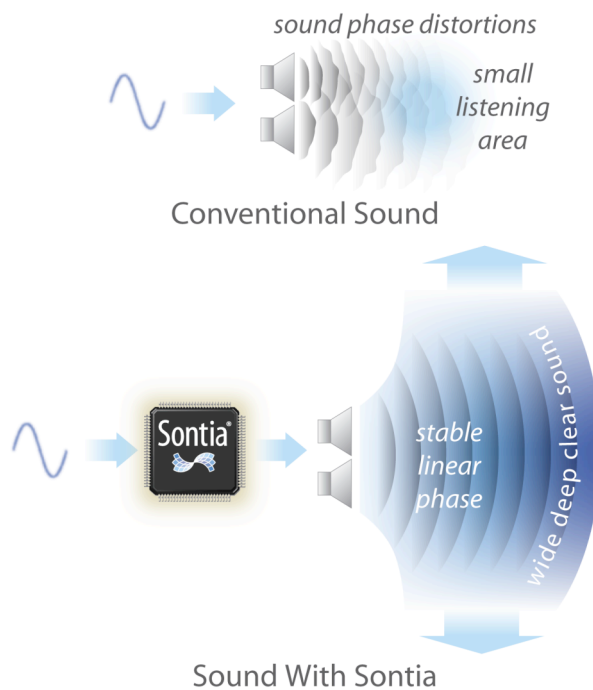 sound phase distortions
small
listening
area
Conventional Sound
Sontia®
stable
linear
phase
wide deep clear sound
Sound With Sontia